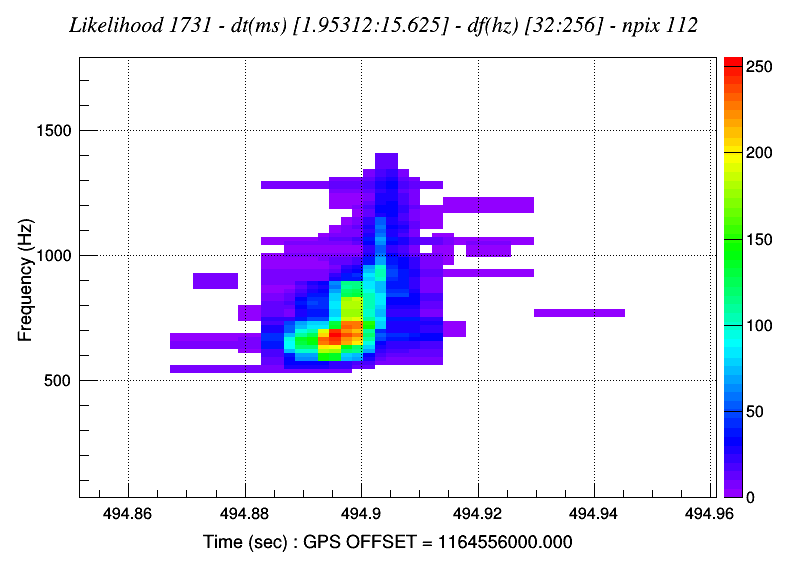 Likelihood 1731 - dt(ms) [1.95312:15.625] - df(hz) [32:256] - npix 112
Frequency (Hz)
1500
1000
500
494.86 494.88 494.9 494.92 494.94 494.96
Time (sec) : GPS OFFSET = 1164556000.000
250
200
150
100
50
0